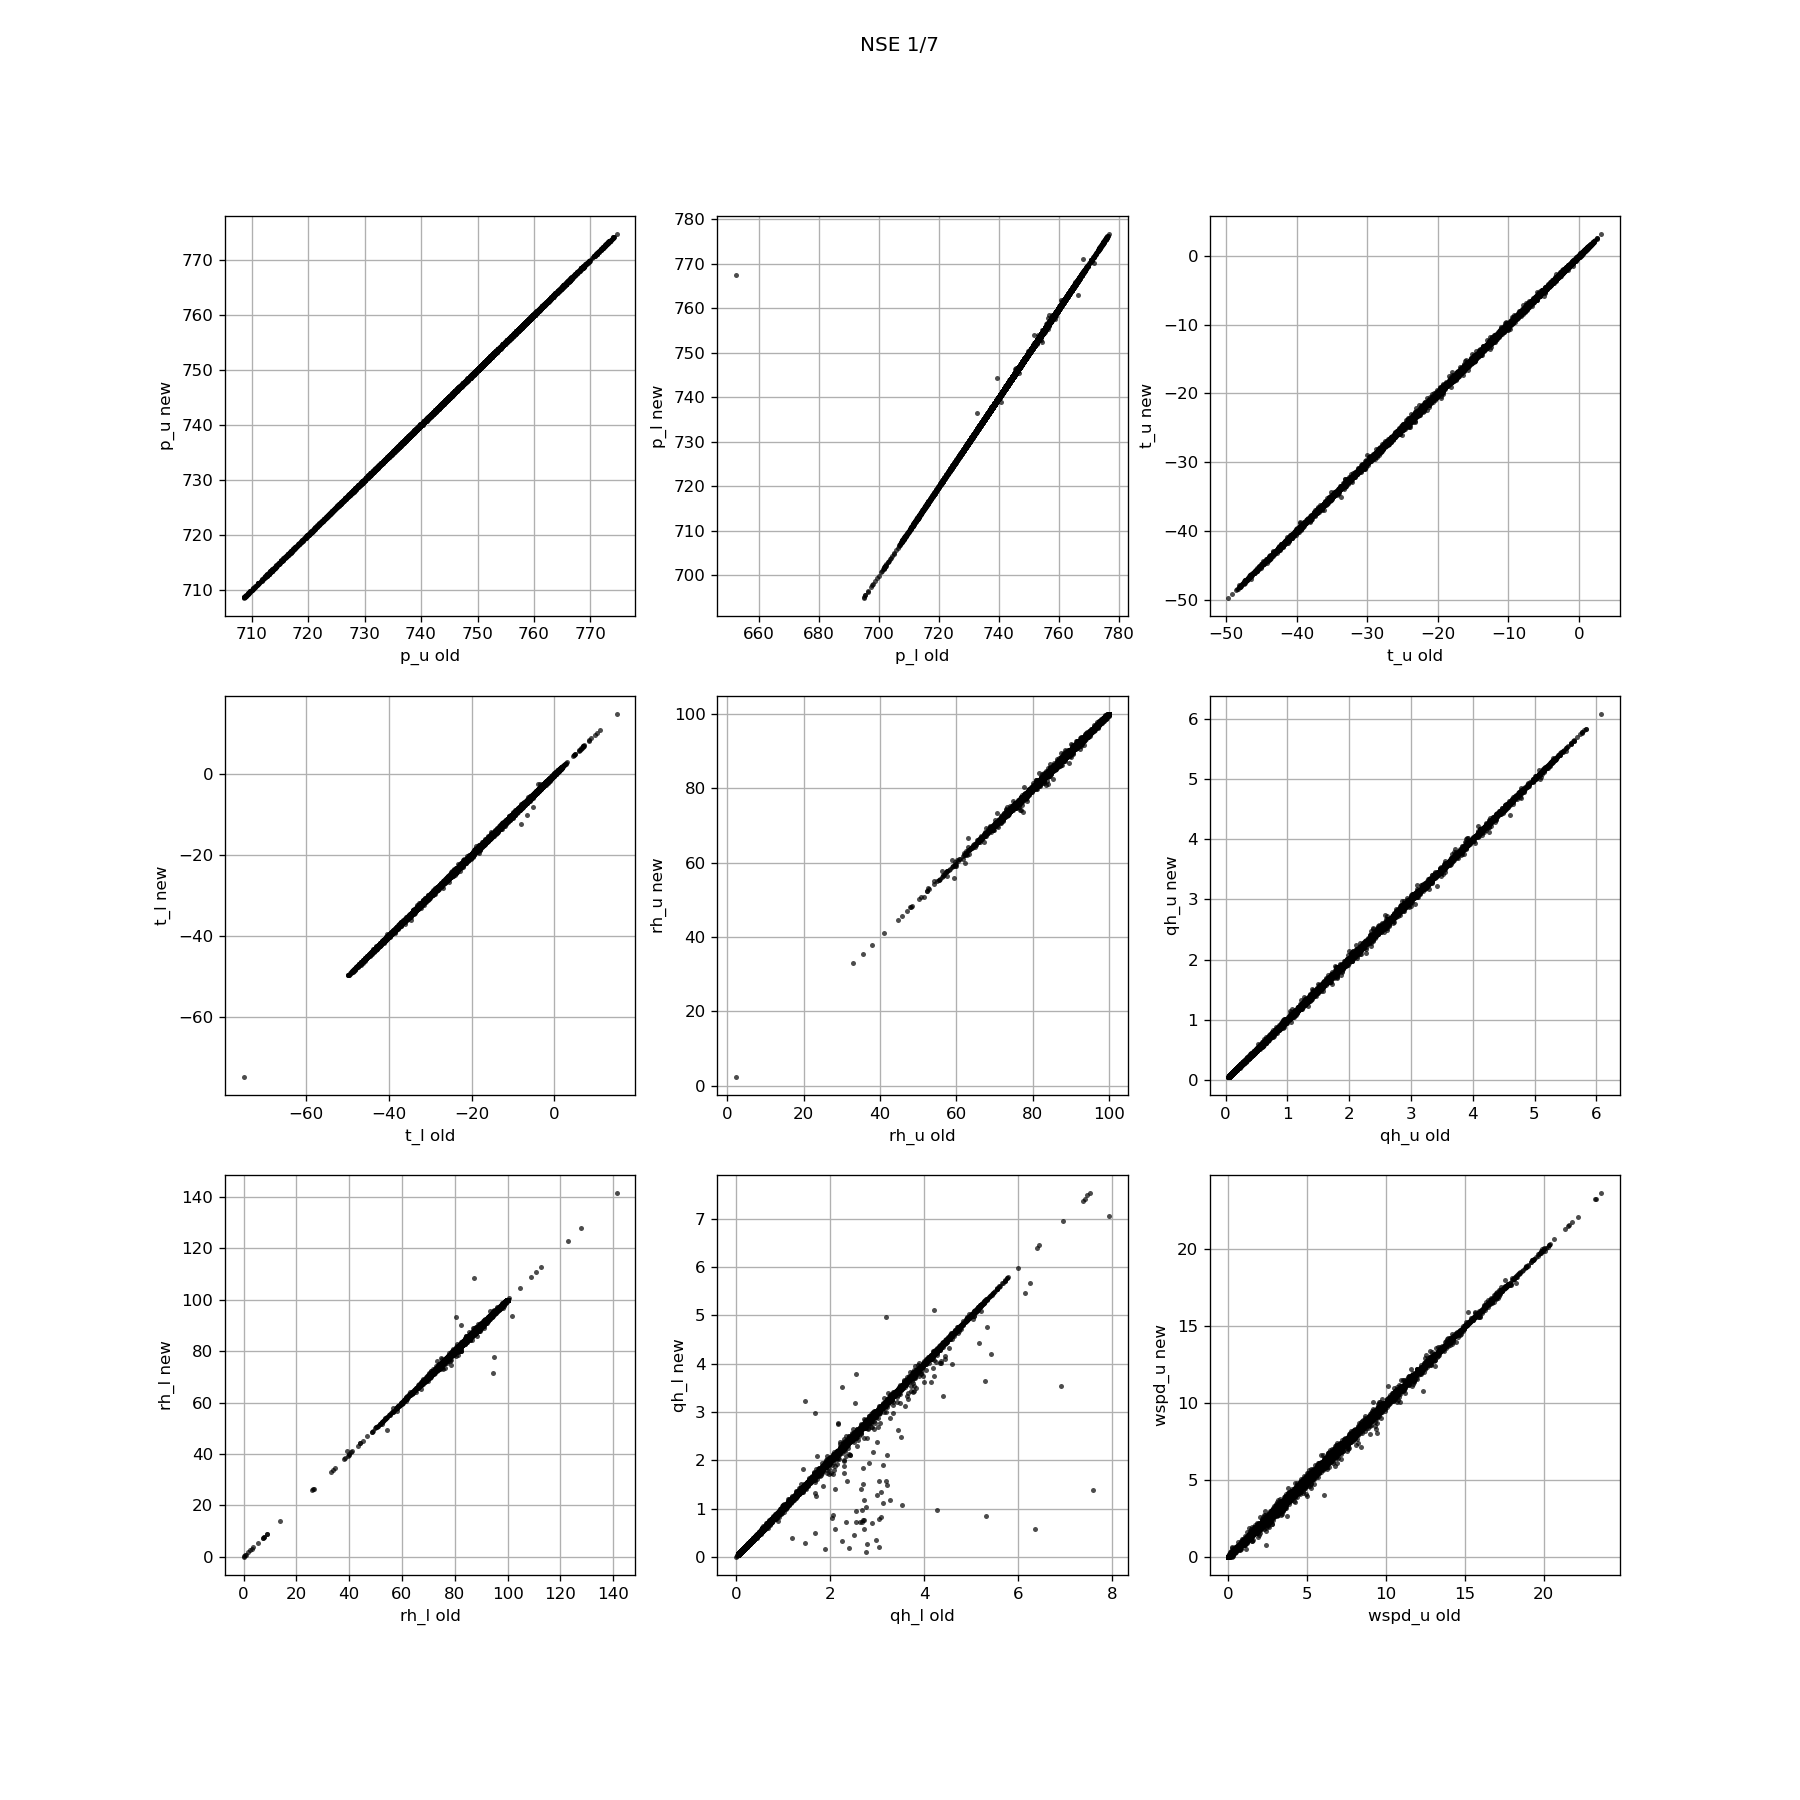 NSE 1/7
770
760
750
740
730
720
710
p_u new
710 720 730 740 750 760 770
p_u old
780
770
760
750
740
730
720
710
700
p_l new
660 680 700 720 740 760 780
p_l old
0
−10
−20
−30
−40
−50
t_u new
−50 −40 −30 −20 −10 0
t_u old
0
−20
−40
−60
t_l new
−60 −40 −20 0
t_l old
100
80
60
40
20
0
rh_u new
0 20 40 60 80 100
rh_u old
6
5
4
3
2
1
0
qh_u new
0 1 2 3 4 5 6
qh_u old
140
120
100
80
60
40
20
0
rh_l new
0 20 40 60 80 100 120 140
rh_l old
7
6
5
4
3
2
1
0
qh_l new
0 2 4 6 8
qh_l old
20
15
10
5
0
wspd_u new
0 5 10 15 20
wspd_u old